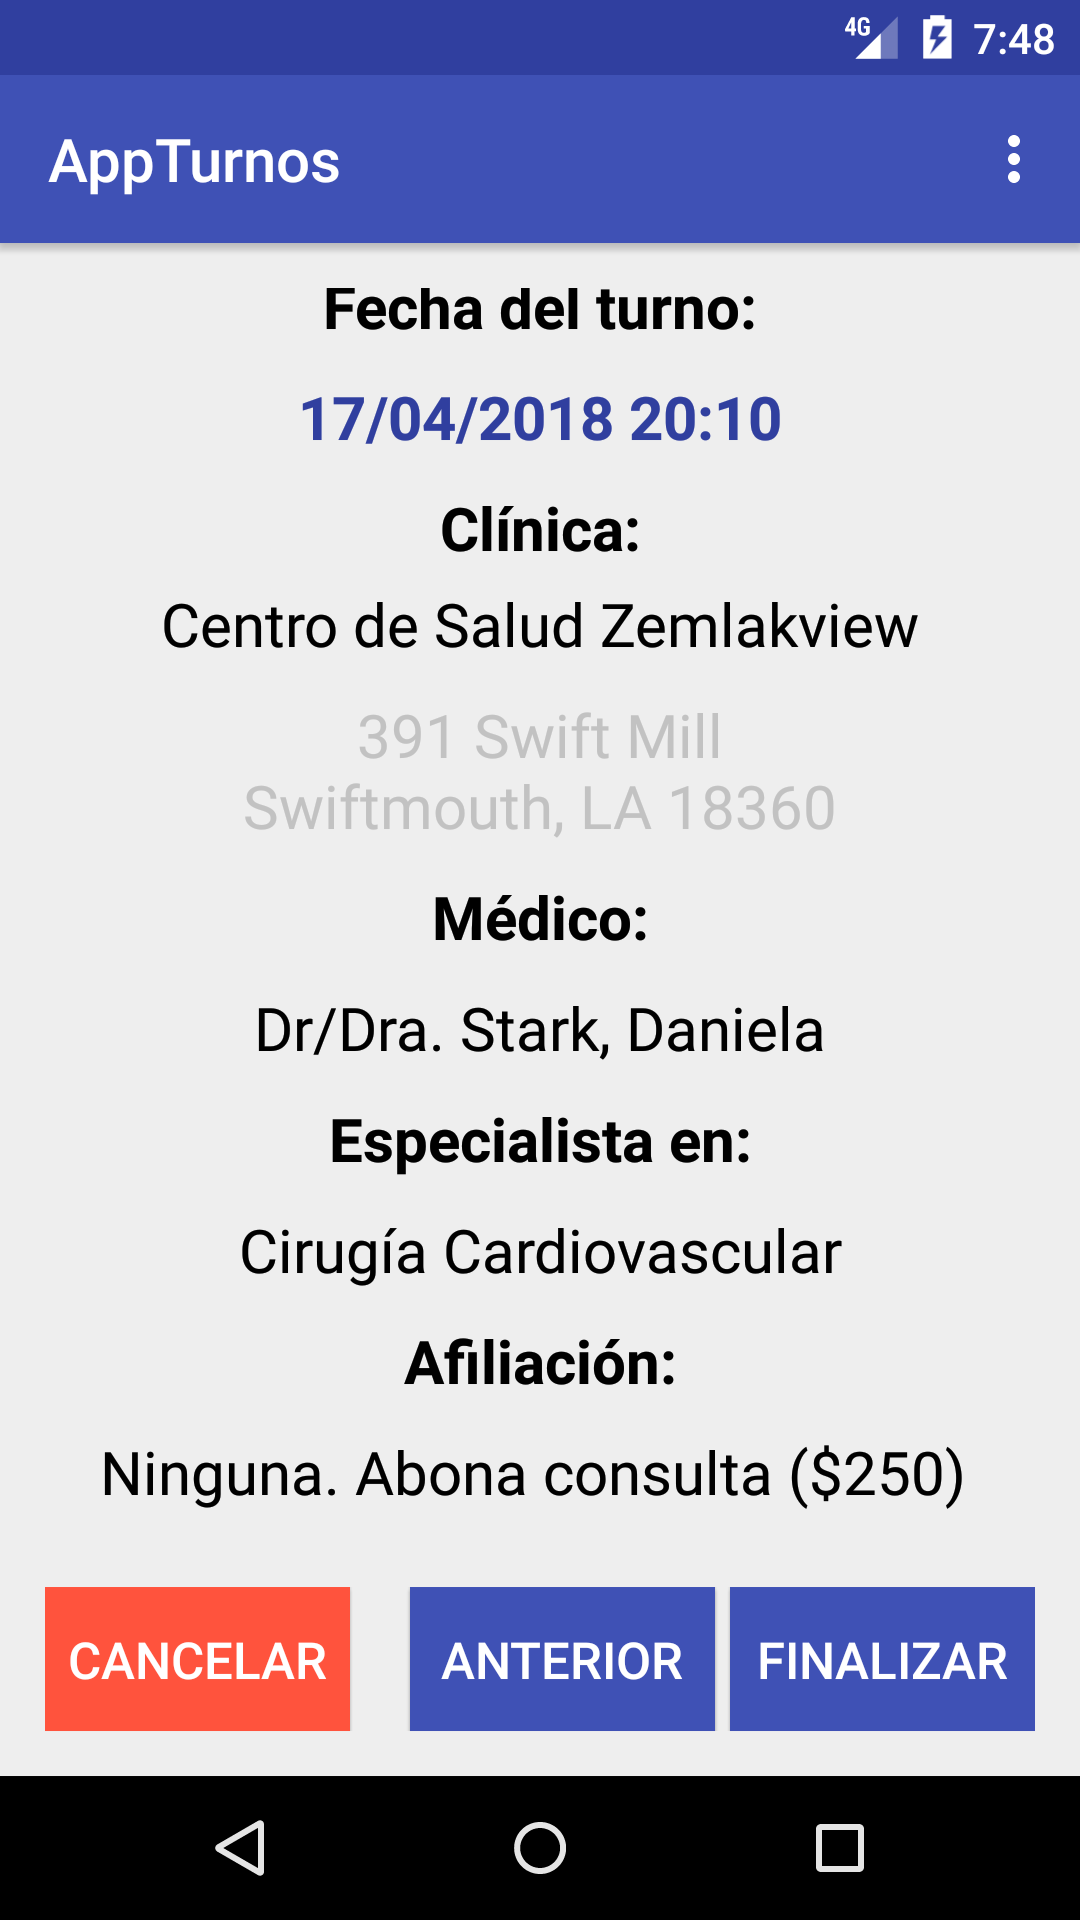 4G 7:48
AppTurnos
Fecha del turno:
17/04/2018 20:10
Clínica:
Centro de Salud Zemlakview
391 Swift Mill
Swiftmouth, LA 18360
Médico:
Dr/Dra. Stark, Daniela
Especialista en:
Cirugía Cardiovascular
Afiliación:
Ninguna. Abona consulta ($250)
CANCELAR ANTERIOR FINALIZAR